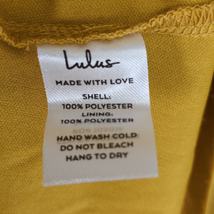 Lulus
MADE WITH LOVE
SHELL:
100% POLYESTER
LINING:
100% POLYESTER
HAND WASH COLD
DO NOT BLEACH
HANG TO DRY